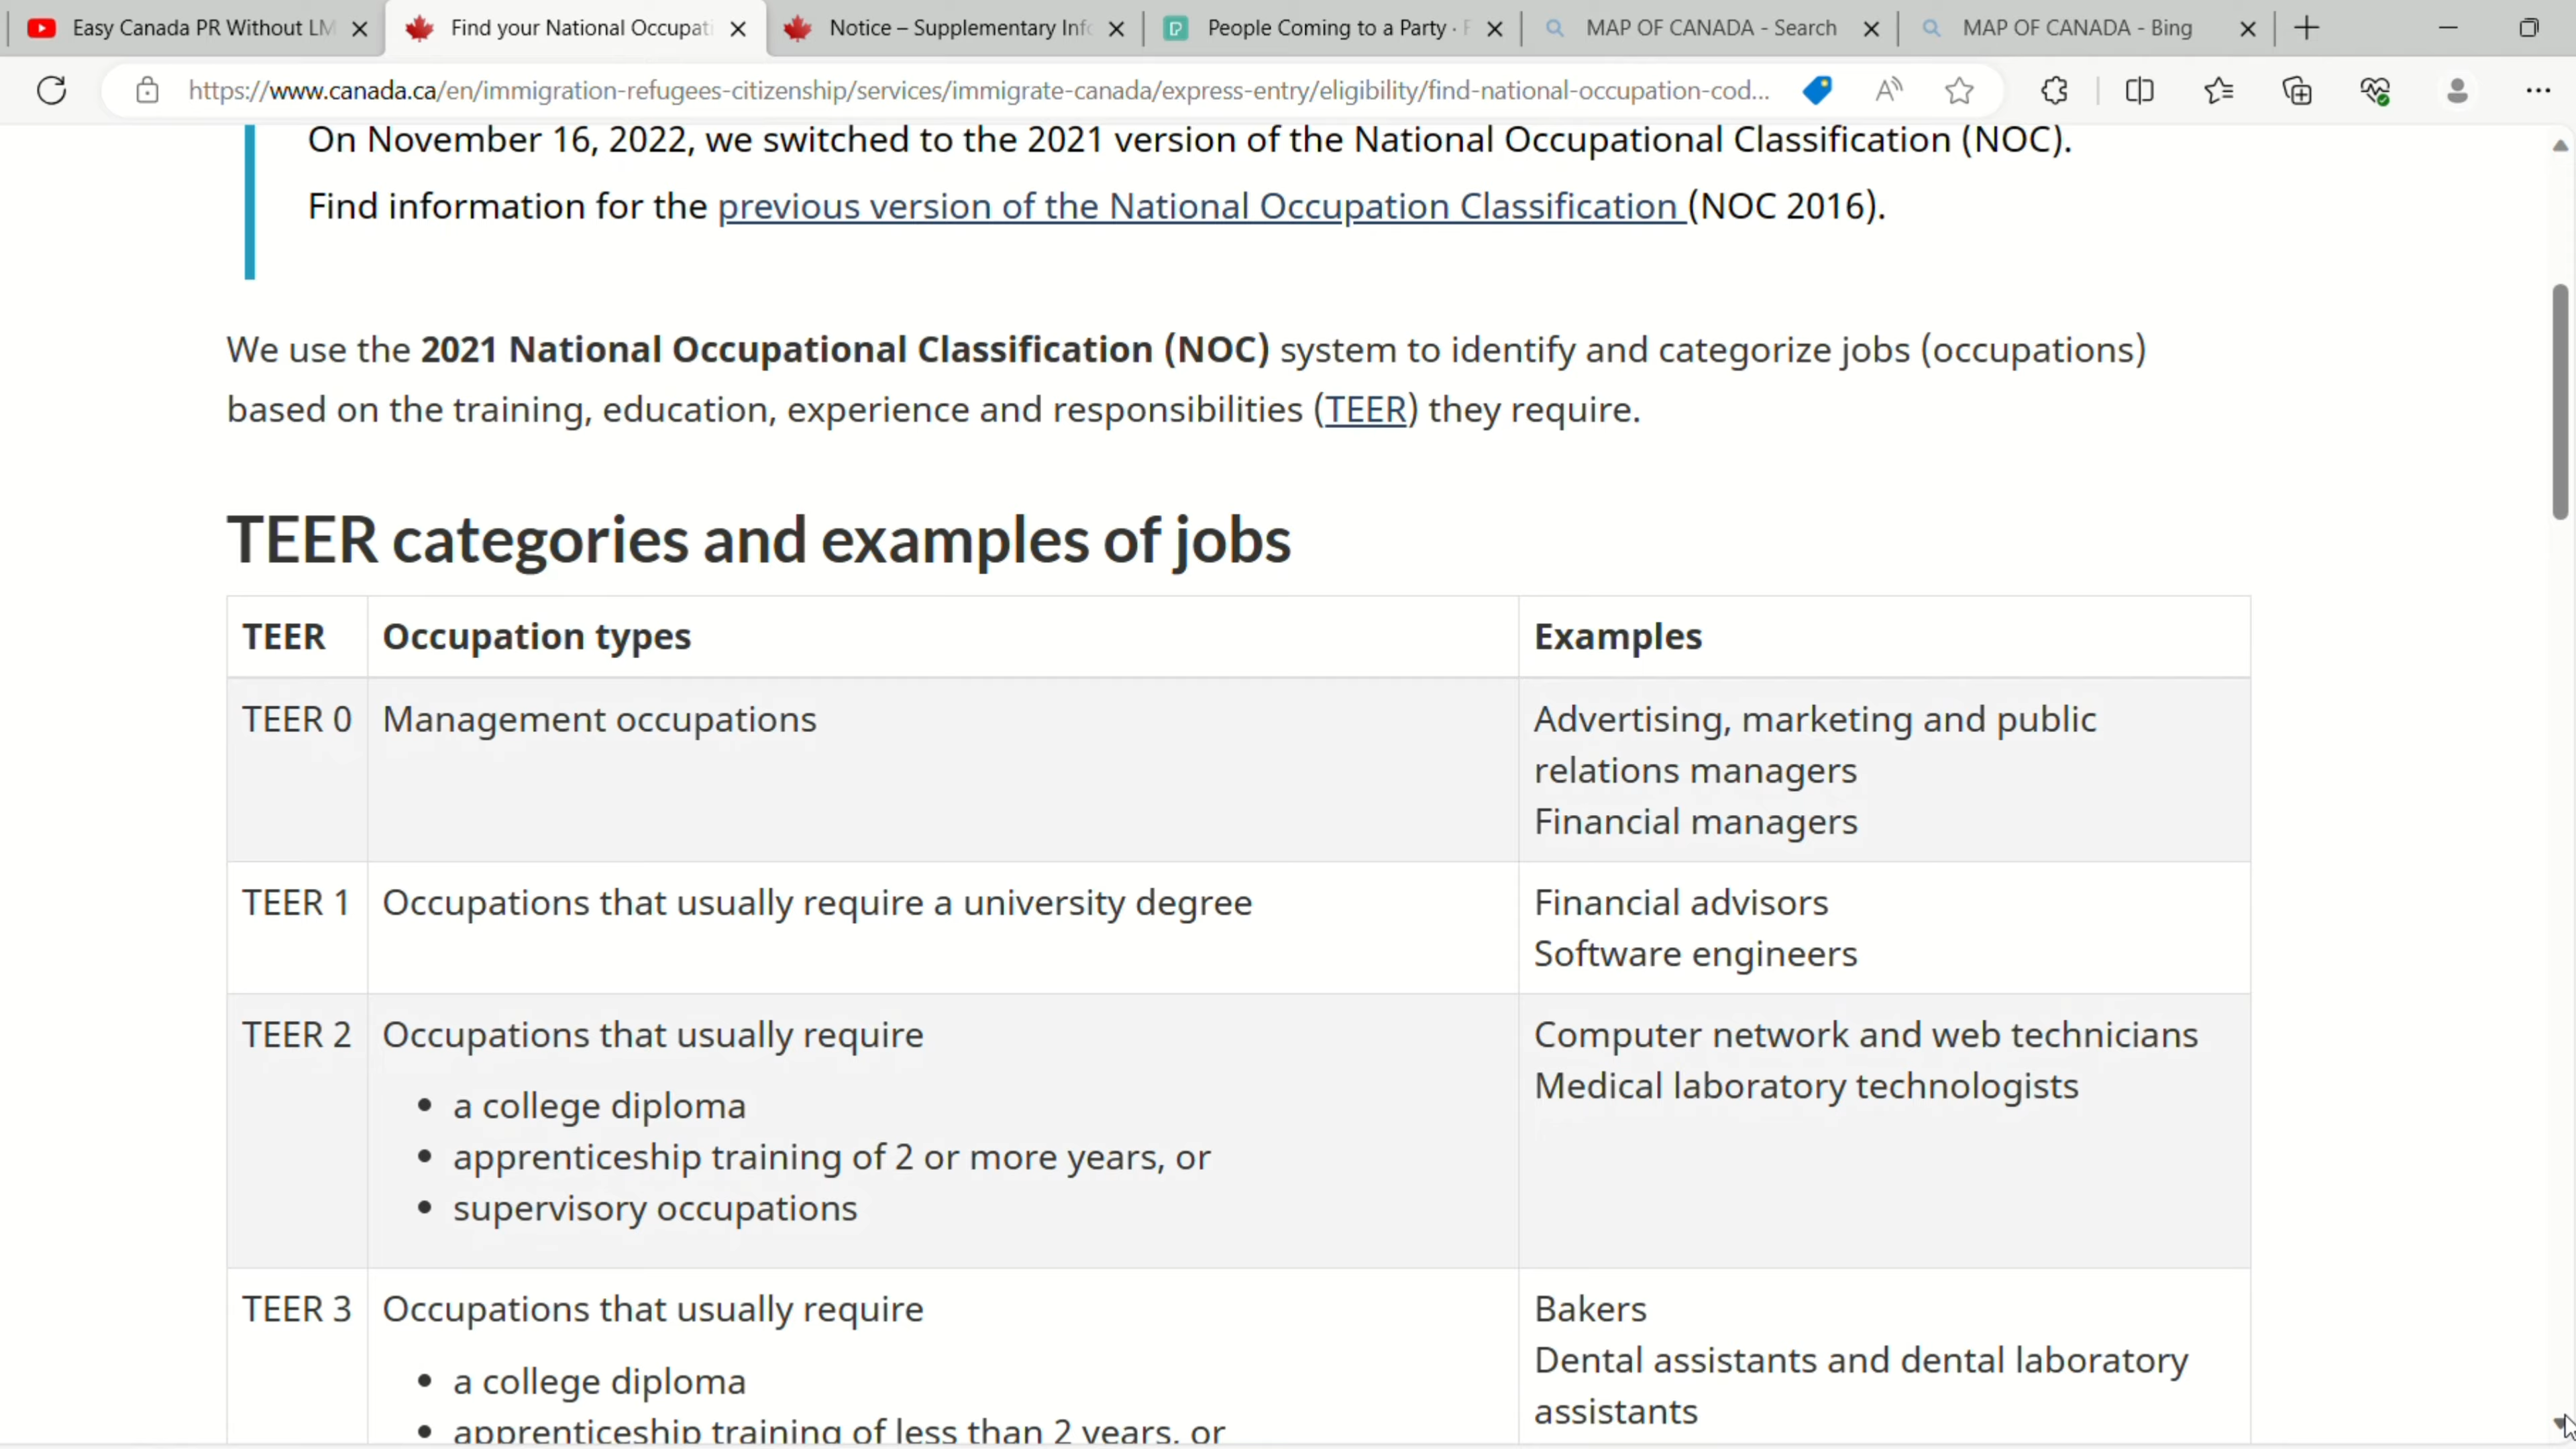 Easy Canada PR Without LM
Find your National Occupati
Notice – Supplementary Info
People Coming to a Party · F
MAP OF CANADA - Search
MAP OF CANADA - Bing
https://www.canada.ca/en/immigration-refugees-citizenship/services/immigrate-canada/express-entry/eligibility/find-national-occupation-cod...
On November 16, 2022, we switched to the 2021 version of the National Occupational Classification (NOC).
Find information for the previous version of the National Occupation Classification (NOC 2016).
We use the 2021 National Occupational Classification (NOC) system to identify and categorize jobs (occupations)
based on the training, education, experience and responsibilities (TEER) they require.
TEER categories and examples of jobs
TEER Occupation types Examples
TEER 0 Management occupations Advertising, marketing and public
relations managers
Financial managers
TEER 1 Occupations that usually require a university degree Financial advisors
Software engineers
TEER 2 Occupations that usually require Computer network and web technicians
Medical laboratory technologists
• a college diploma
• apprenticeship training of 2 or more years, or
• supervisory occupations
TEER 3 Occupations that usually require Bakers
Dental assistants and dental laboratory
• a college diploma
assistants
• apprenticeship training of less than 2 years, or